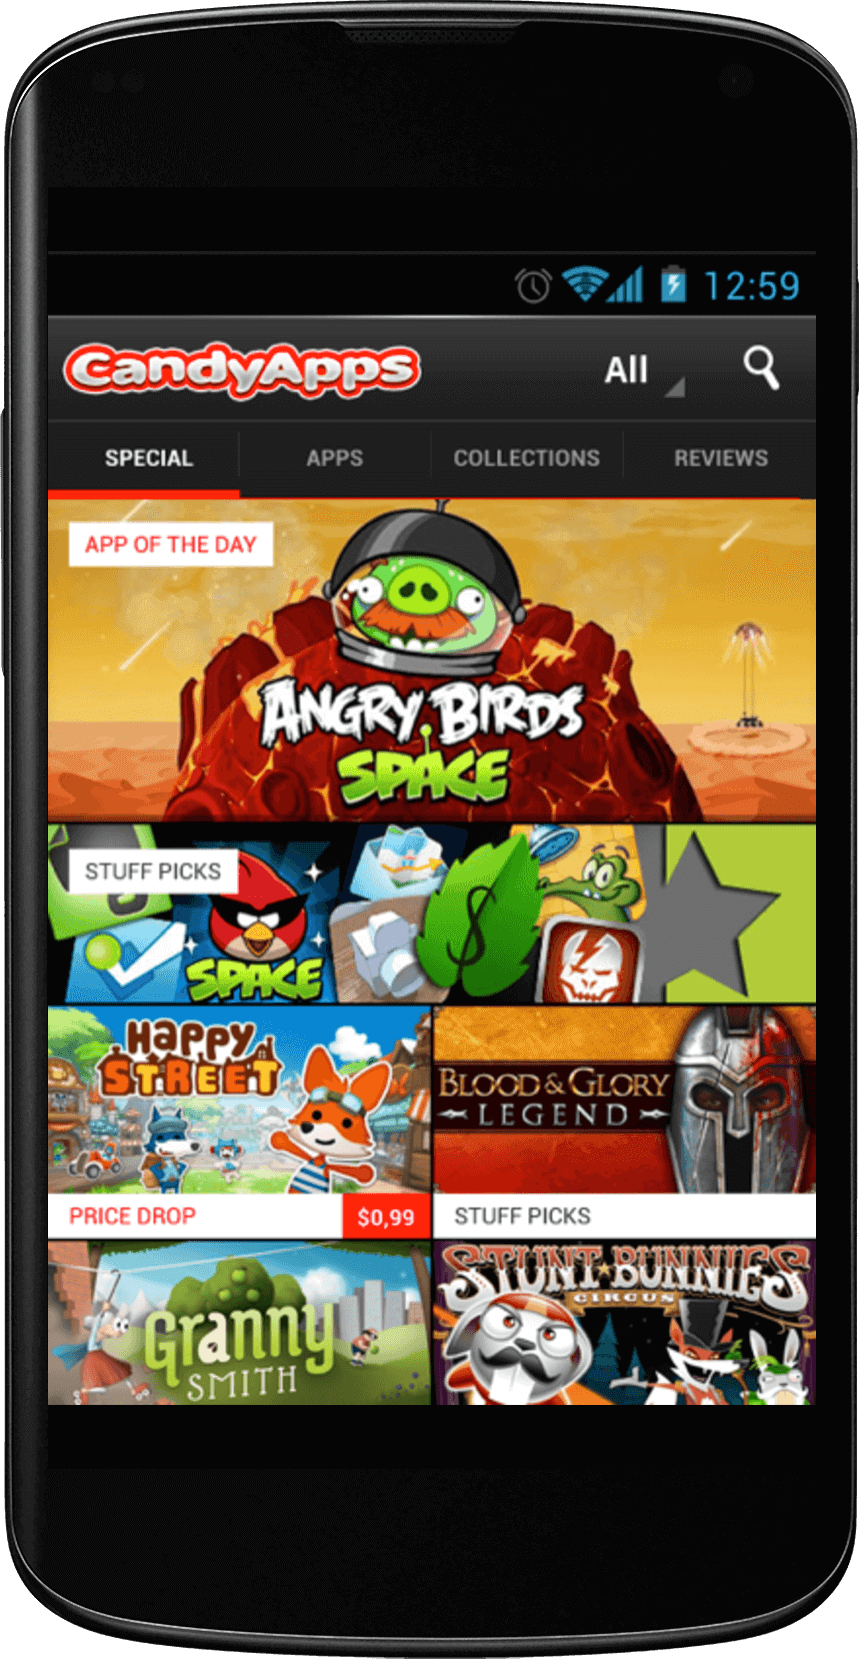 12:59
CandyApps
All
SPECIAL
APPS
COLLECTIONS
REVIEWS
APP OF THE DAY
ANGRY BIRDS
SPACE
STUFF PICKS
SPACE
$
HAPPY
STREET
BLOOD & GLORY
LEGEND
PRICE DROP
$0,99
STUFF PICKS
Granny
SMITH
STUNT BUNNIES
CIRCUS